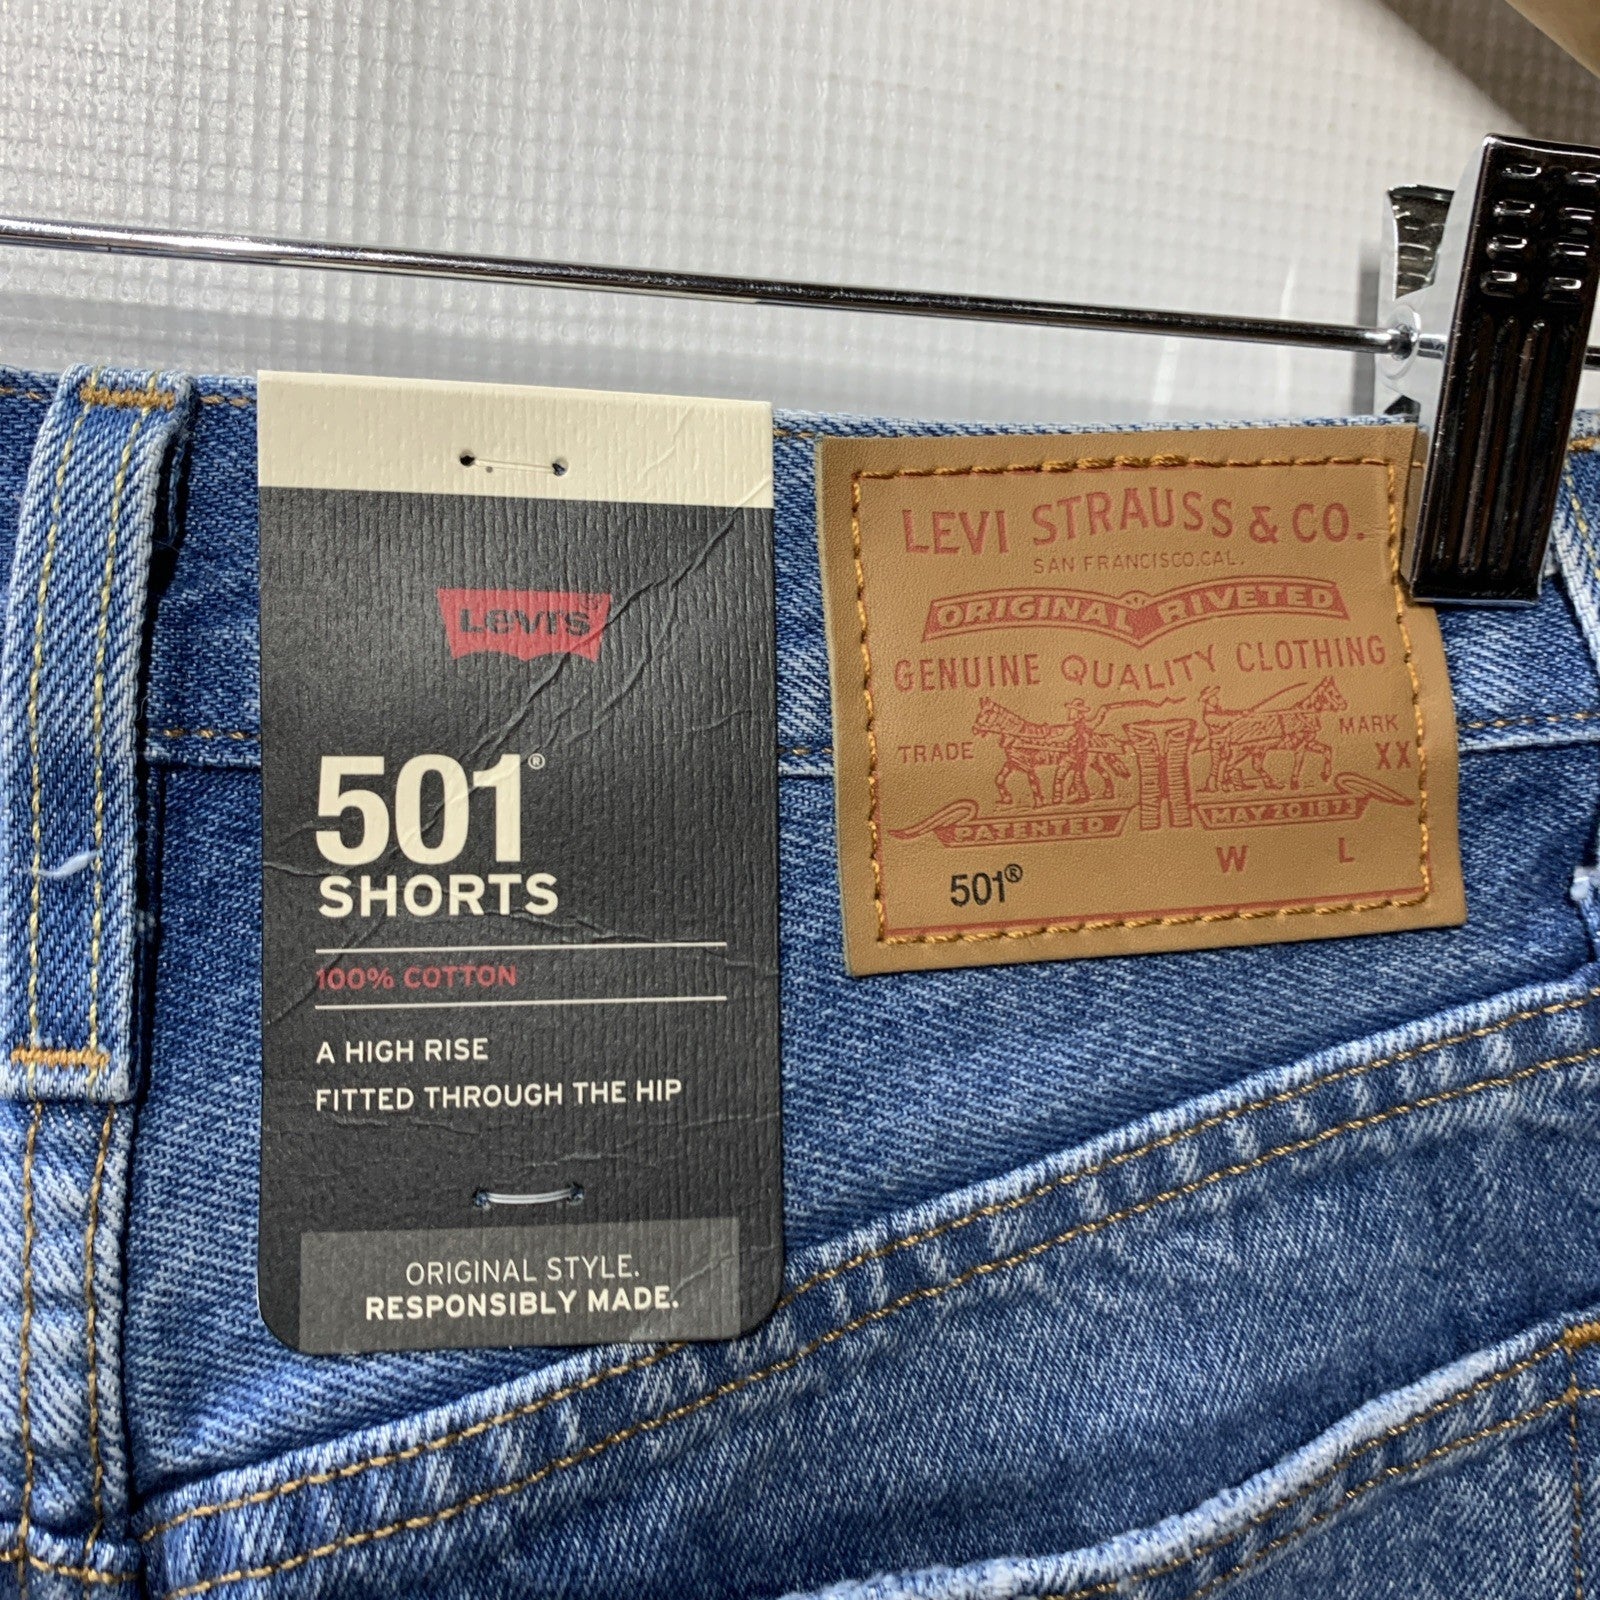 LEVI'S
501®
SHORTS
100% COTTON
A HIGH RISE
FITTED THROUGH THE HIP
ORIGINAL STYLE.
RESPONSIBLY MADE.
LEVI STRAUSS & CO.
SAN FRANCISCO.CAL.
ORIGINAL RIVETED
GENUINE QUALITY CLOTHING
TRADE MARK
XX
PATENTED MAY 20 1873
W L
501®